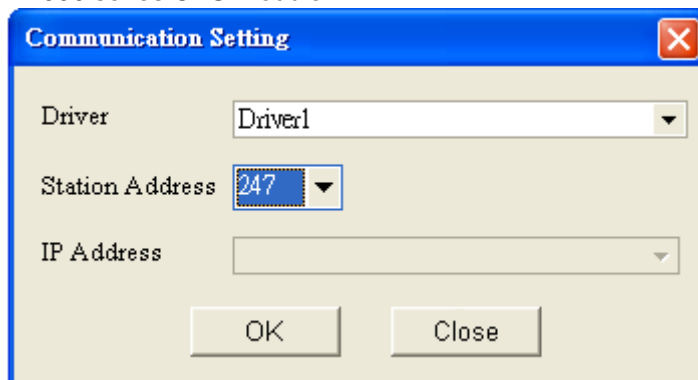 Communication Setting
Driver
Driver1
Station Address
247
IP Address
OK
Close